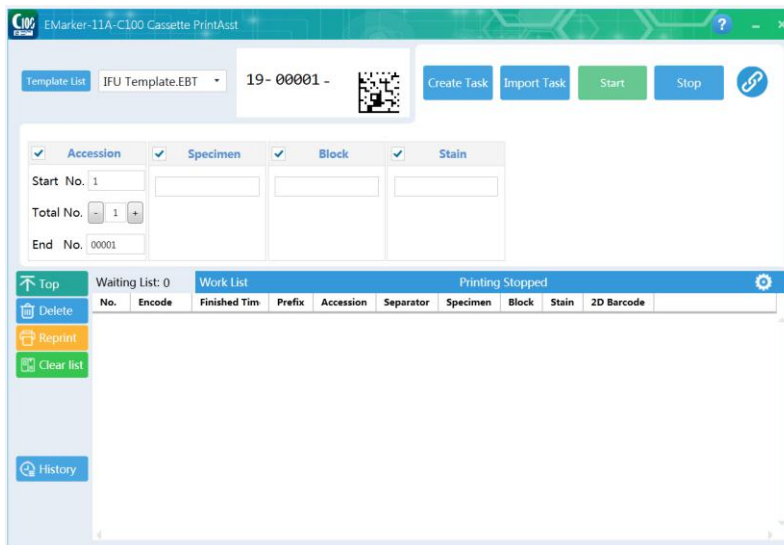 C100
EMarker-11A-C100 Cassette PrintAsst
?
Template List
IFU Template.EBT
19-00001-
Create Task
Import Task
Start
Stop
Accession
Specimen
Block
Stain
Start No. 1
Total No. - 1 +
End No. 00001
Top
Waiting List: 0
Work List
Printing Stopped
No. Encode Finished Tim Prefix Accession Separator Specimen Block Stain 2D Barcode
Delete
Reprint
Clear list
History